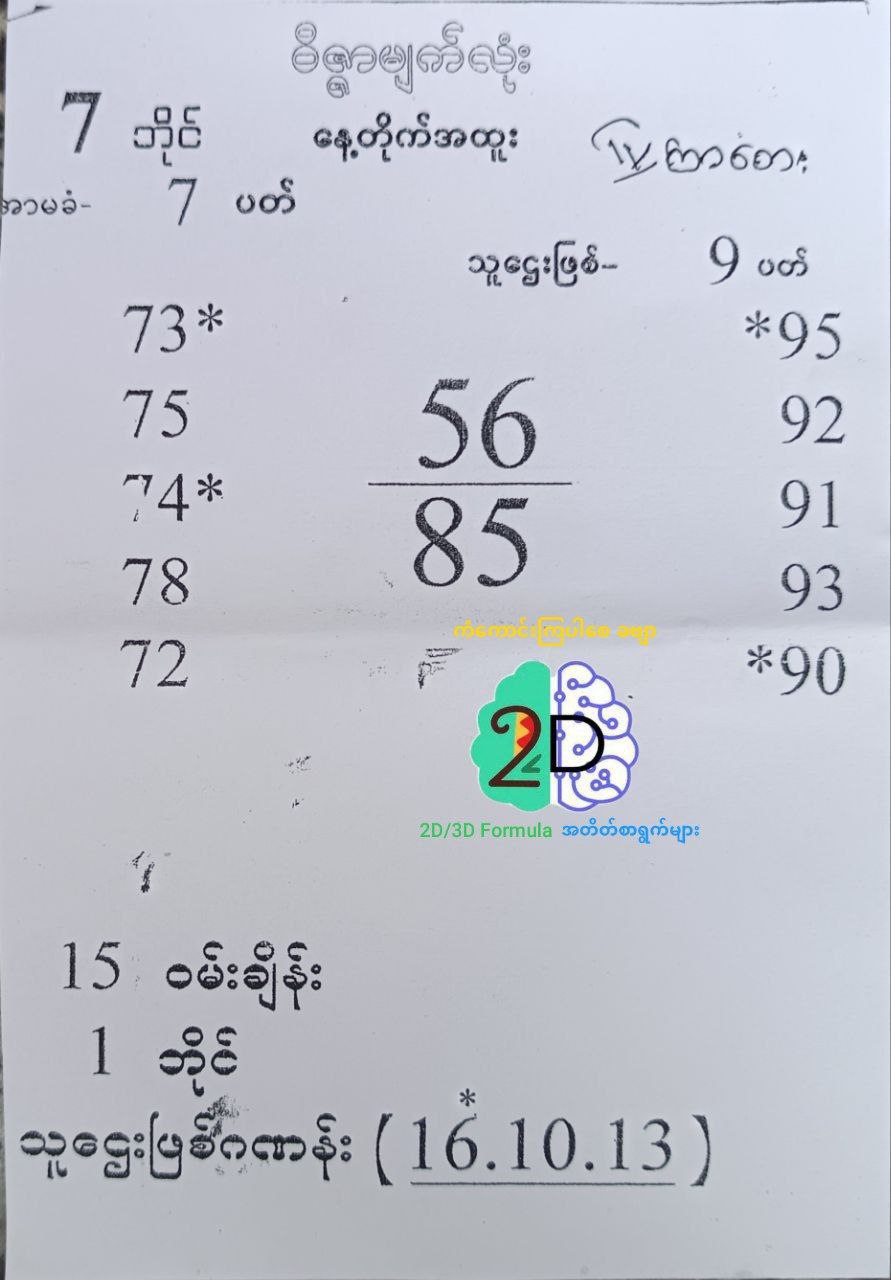 ဝိဇ္ဇာမျက်လုံး
7 ဘိုင် နေ့တိုက်အထူး ကြာစား
အာမခံ- 7 ပတ်
သူဌေးဖြစ်- 9 ပတ်
73* *95
75 56 92
74* 85 91
78 93
72 *90
ကံကောင်းကြပါစေ ခဗျာ
2D
2D/3D Formula အတိတ်စာရွက်များ
15 ဝမ်းချိန်း
1 ဘိုင်
*
သူဌေးဖြစ်ဂဏန်း (16.10.13)